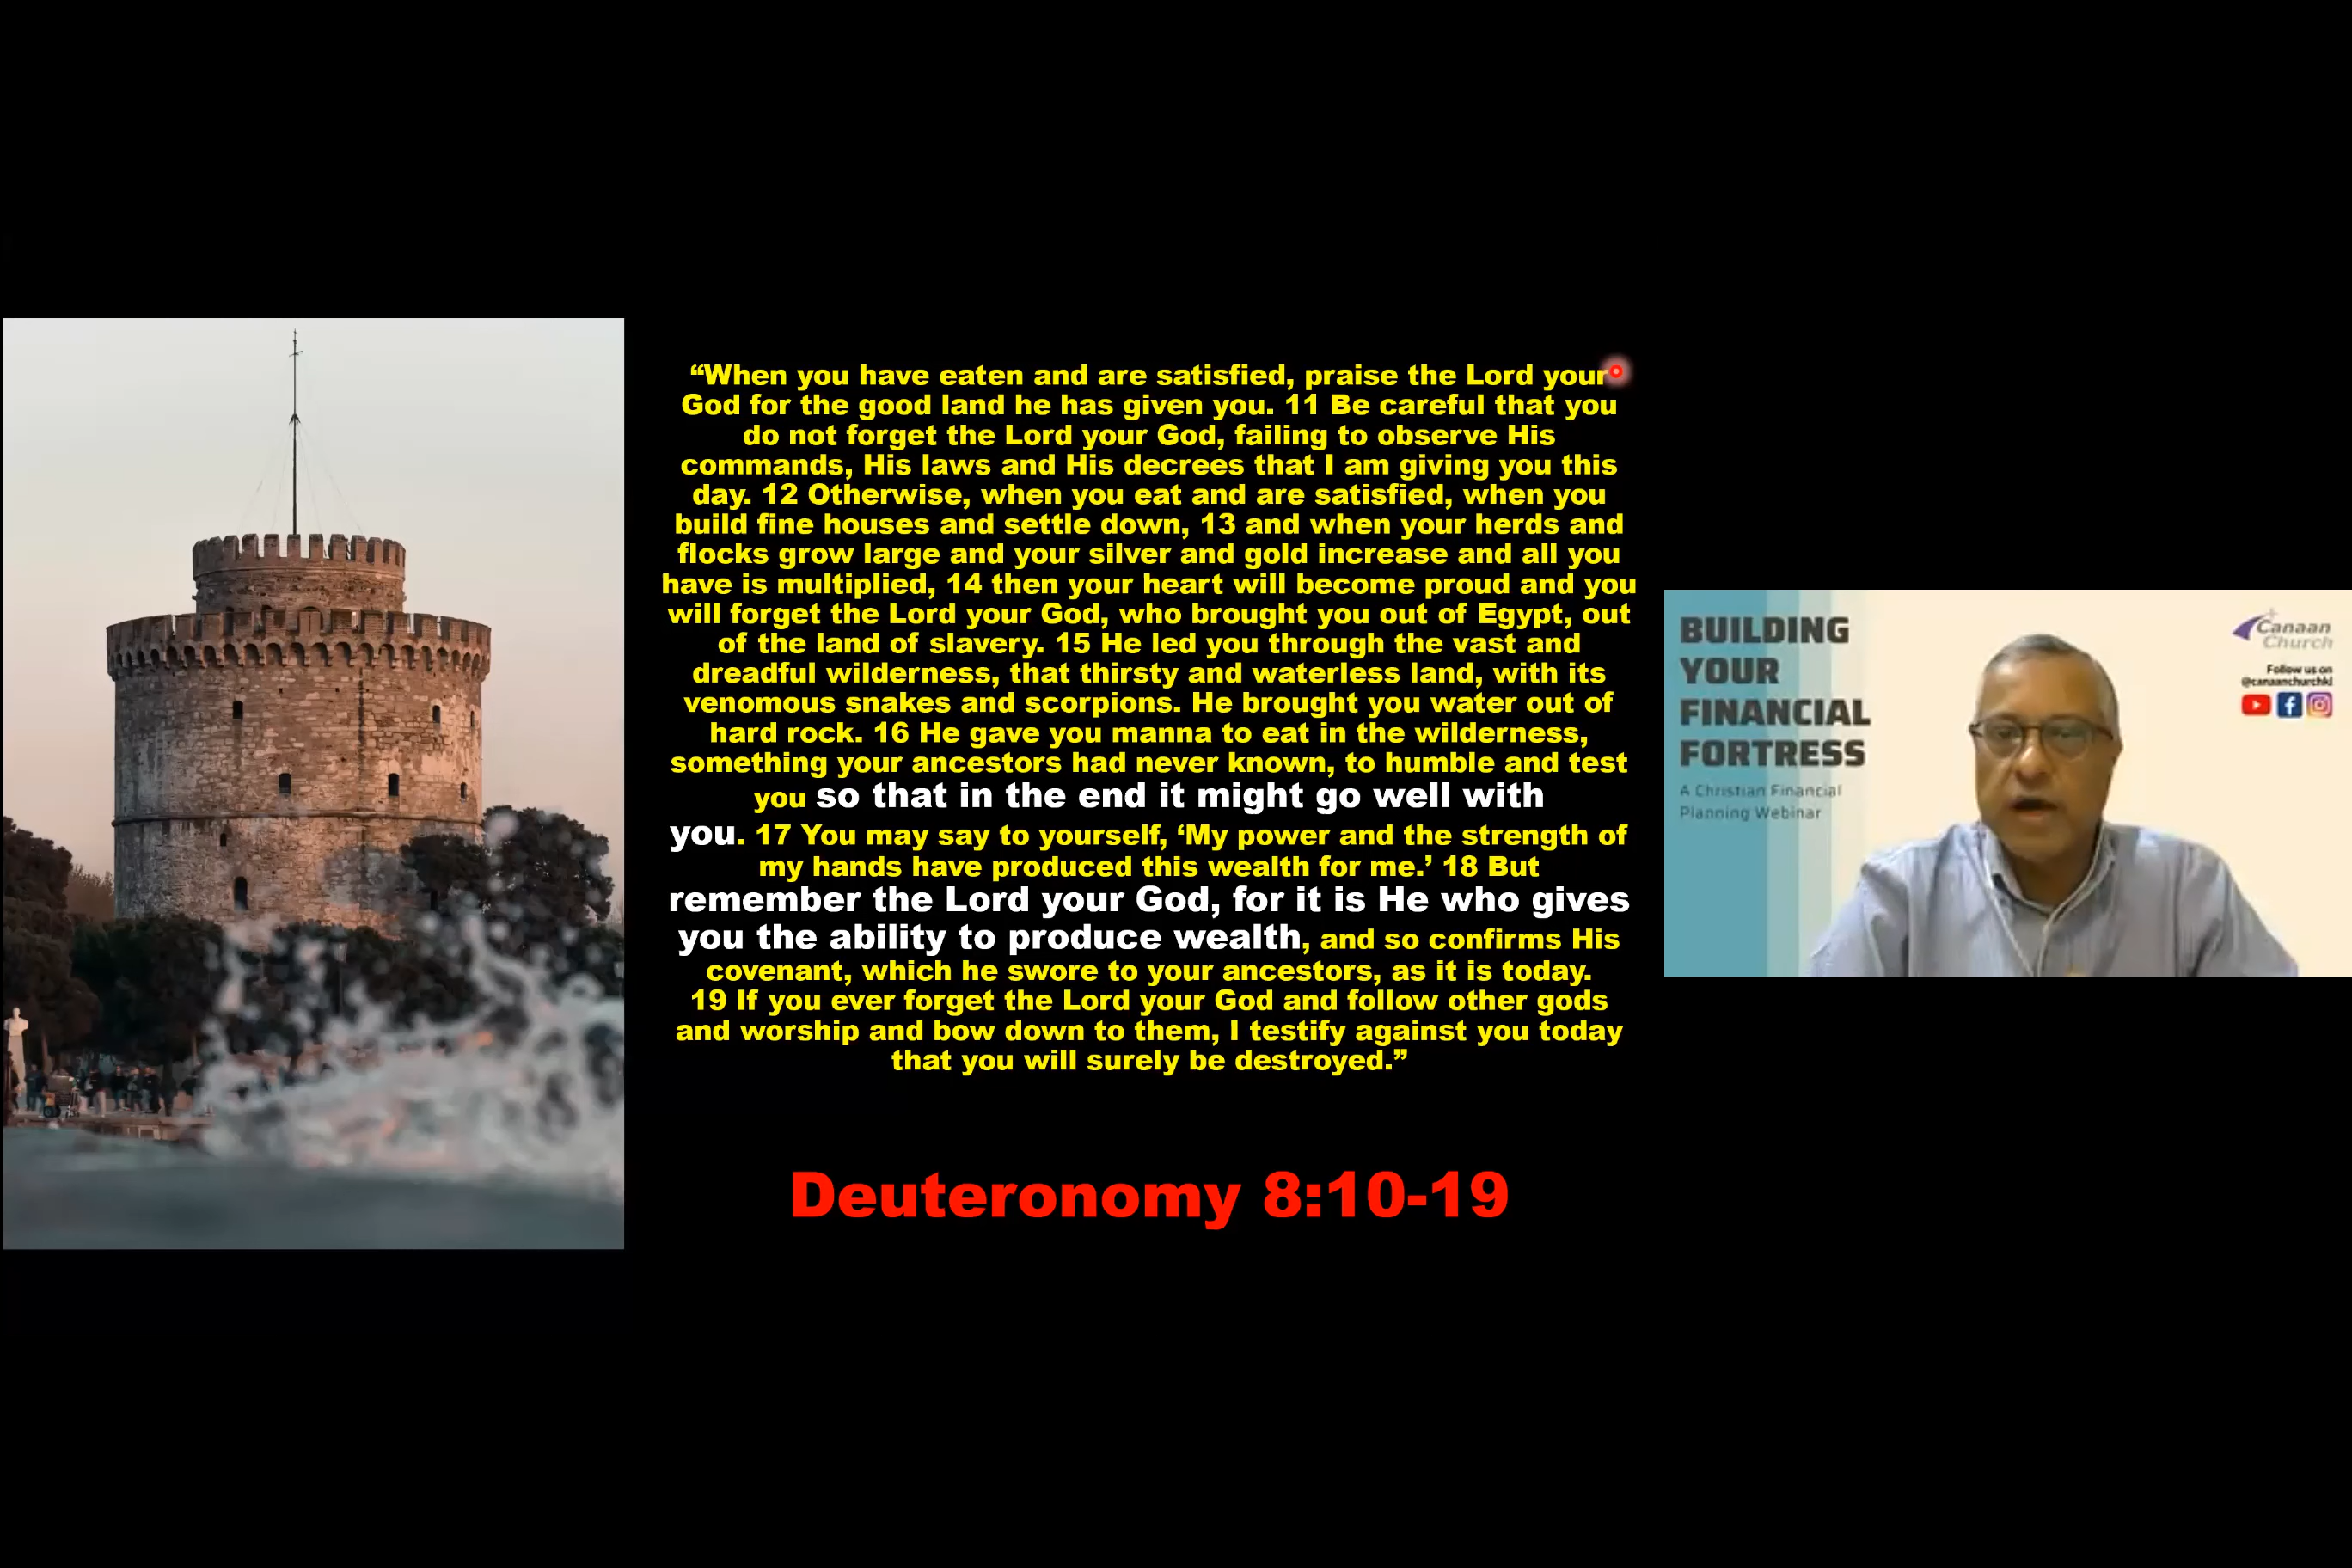 “When you have eaten and are satisfied, praise the Lord your
God for the good land he has given you. 11 Be careful that you
do not forget the Lord your God, failing to observe His
commands, His laws and His decrees that I am giving you this
day. 12 Otherwise, when you eat and are satisfied, when you
build fine houses and settle down, 13 and when your herds and
flocks grow large and your silver and gold increase and all you
have is multiplied, 14 then your heart will become proud and you
will forget the Lord your God, who brought you out of Egypt, out
of the land of slavery. 15 He led you through the vast and
dreadful wilderness, that thirsty and waterless land, with its
venomous snakes and scorpions. He brought you water out of
hard rock. 16 He gave you manna to eat in the wilderness,
something your ancestors had never known, to humble and test
you so that in the end it might go well with
you. 17 You may say to yourself, ‘My power and the strength of
my hands have produced this wealth for me.’ 18 But
remember the Lord your God, for it is He who gives
you the ability to produce wealth, and so confirms His
covenant, which he swore to your ancestors, as it is today.
19 If you ever forget the Lord your God and follow other gods
and worship and bow down to them, I testify against you today
that you will surely be destroyed.”
Deuteronomy 8:10-19
BUILDING
YOUR
FINANCIAL
FORTRESS
A Christian Financial
Planning Webinar
Canaan
Church
Follow us on
@canaanchurchkl